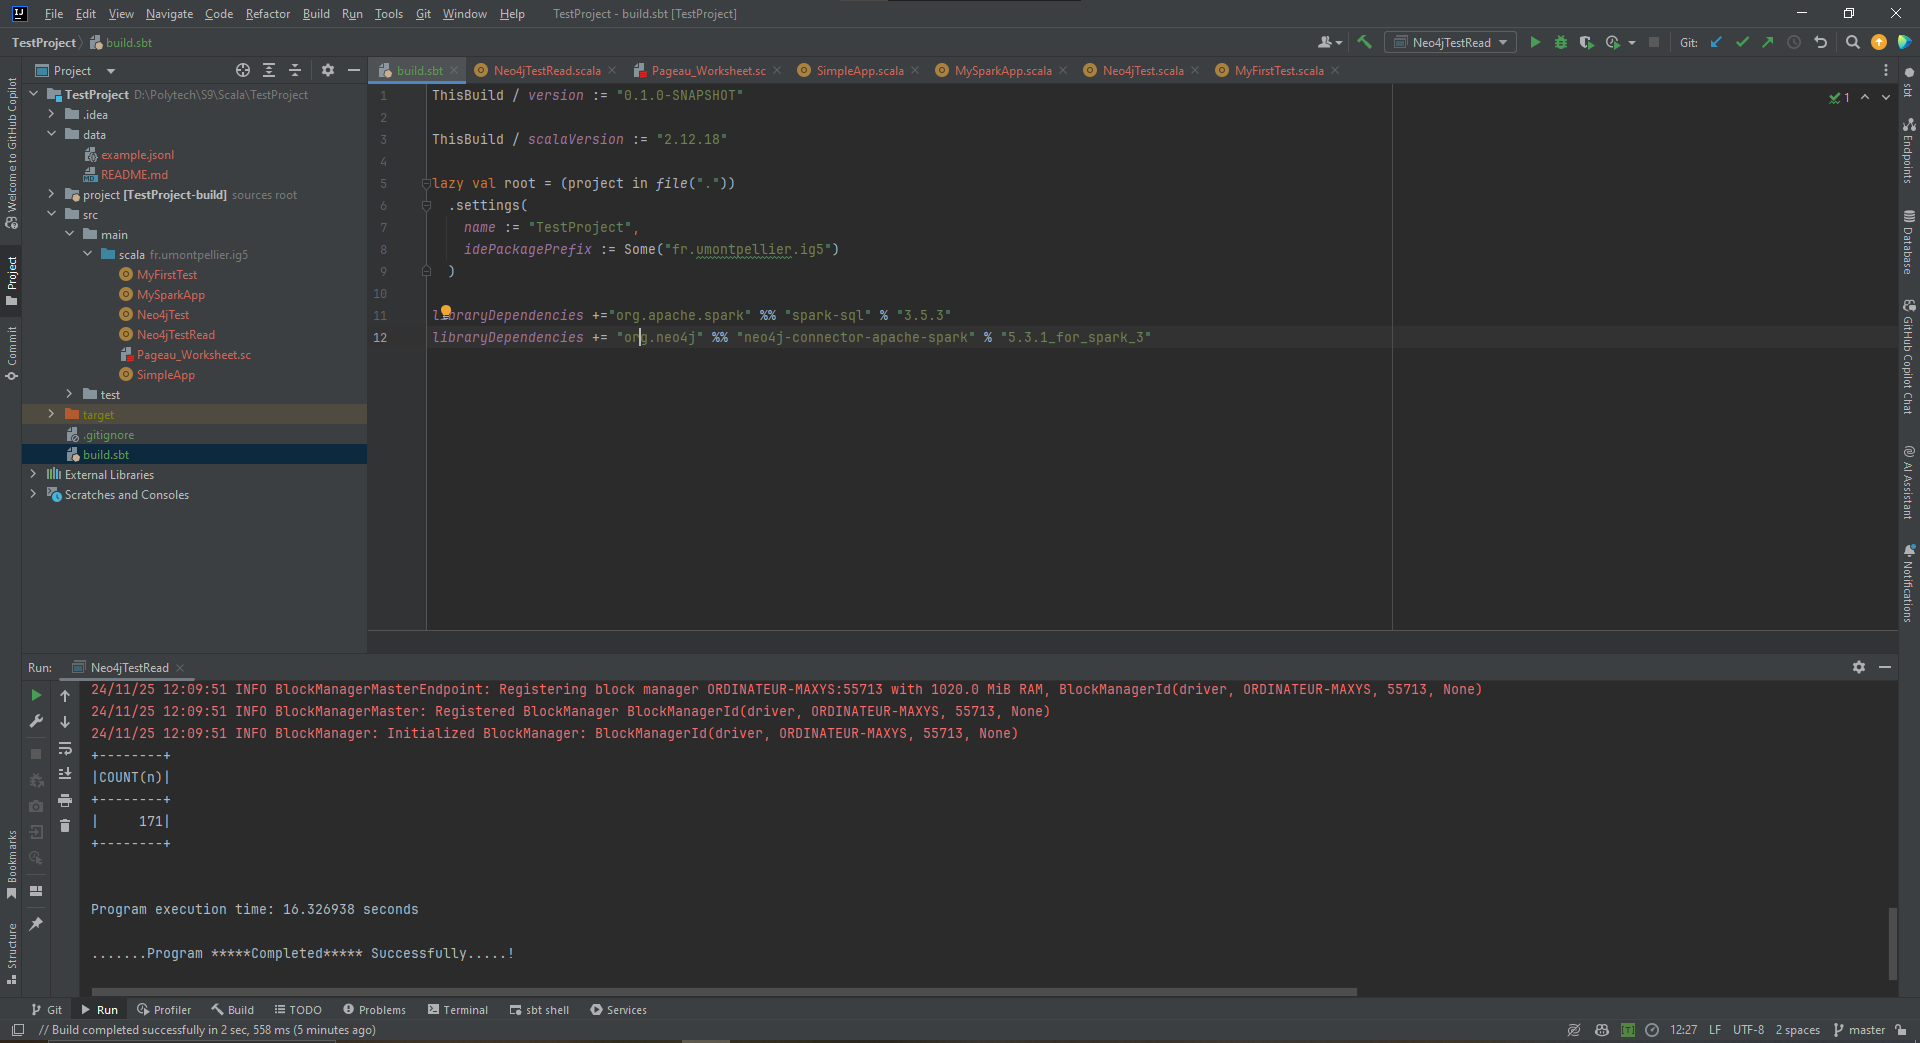 File Edit View Navigate Code Refactor Build Run Tools Git Window Help TestProject - build.sbt [TestProject]
TestProject build.sbt
Neo4jTestRead Git:
Project
build.sbt Neo4jTestRead.scala Pageau_Worksheet.sc SimpleApp.scala MySparkApp.scala Neo4jTest.scala MyFirstTest.scala
TestProject D:\Polytech\S9\Scala\TestProject
.idea
data
example.jsonl
README.md
project [TestProject-build] sources root
src
main
scala fr.umontpellier.ig5
MyFirstTest
MySparkApp
Neo4jTest
Neo4jTestRead
Pageau_Worksheet.sc
SimpleApp
test
target
.gitignore
build.sbt
External Libraries
Scratches and Consoles
1 ThisBuild / version := "0.1.0-SNAPSHOT"
2
3 ThisBuild / scalaVersion := "2.12.18"
4
5 lazy val root = (project in file("."))
6 .settings(
7 name := "TestProject",
8 idePackagePrefix := Some("fr.umontpellier.ig5")
9 )
10
11 libraryDependencies +="org.apache.spark" %% "spark-sql" % "3.5.3"
12 libraryDependencies += "org.neo4j" %% "neo4j-connector-apache-spark" % "5.3.1_for_spark_3"
1
Welcome to GitHub Copilot
Project
Commit
Bookmarks
Structure
sbt
Endpoints
Database
GitHub Copilot Chat
AI Assistant
Notifications
Run: Neo4jTestRead
24/11/25 12:09:51 INFO BlockManagerMasterEndpoint: Registering block manager ORDINATEUR-MAXYS:55713 with 1020.0 MiB RAM, BlockManagerId(driver, ORDINATEUR-MAXYS, 55713, None)
24/11/25 12:09:51 INFO BlockManagerMaster: Registered BlockManager BlockManagerId(driver, ORDINATEUR-MAXYS, 55713, None)
24/11/25 12:09:51 INFO BlockManager: Initialized BlockManager: BlockManagerId(driver, ORDINATEUR-MAXYS, 55713, None)
+--------+
|COUNT(n)|
+--------+
|     171|
+--------+
Program execution time: 16.326938 seconds
.......Program *****Completed***** Successfully.....!
Git Run Profiler Build TODO Problems Terminal sbt shell Services
// Build completed successfully in 2 sec, 558 ms (5 minutes ago) [T] 12:27 LF UTF-8 2 spaces master